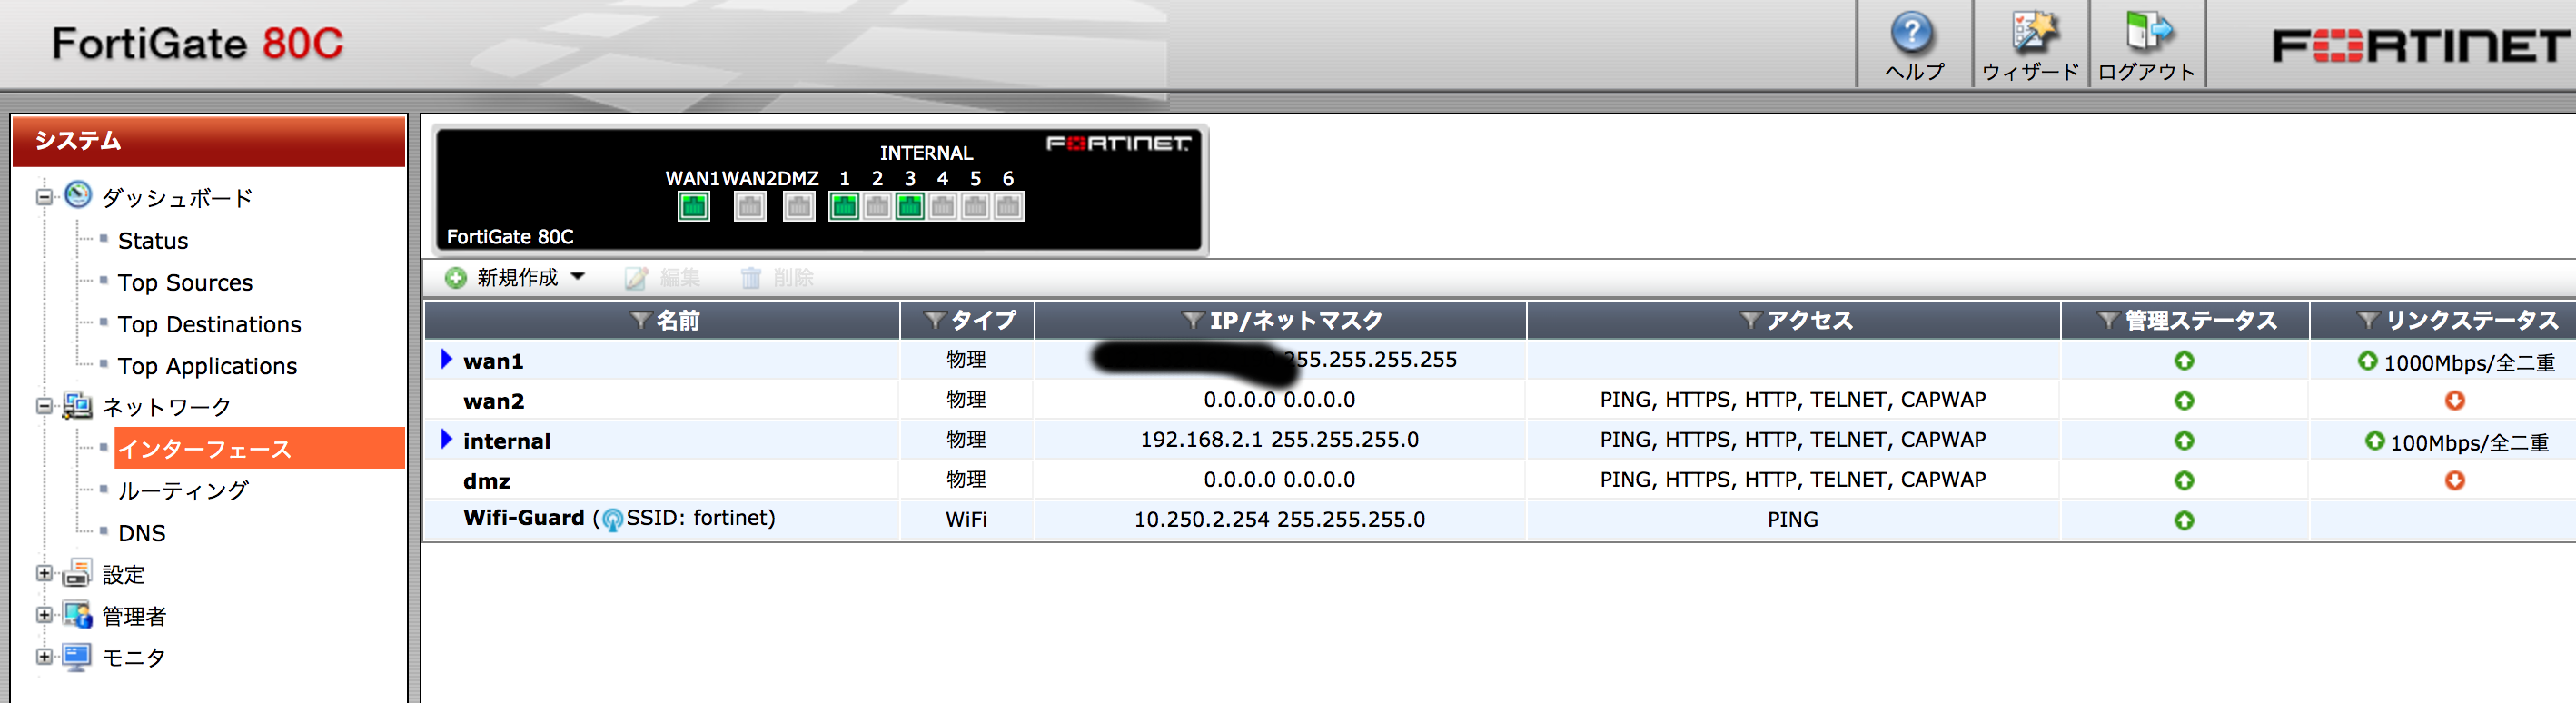 FortiGate 80C
ヘルプ
ウィザード
ログアウト
FORTINET
システム
ダッシュボード
Status
Top Sources
Top Destinations
Top Applications
ネットワーク
インターフェース
ルーティング
DNS
設定
管理者
モニタ
FORTINET
INTERNAL
WAN1 WAN2 DMZ 1 2 3 4 5 6
FortiGate 80C
新規作成 編集 削除
名前 タイプ IP/ネットマスク アクセス 管理ステータス リンクステータス
wan1 物理 255.255.255.255 1000Mbps/全二重
wan2 物理 0.0.0.0 0.0.0.0 PING, HTTPS, HTTP, TELNET, CAPWAP
internal 物理 192.168.2.1 255.255.255.0 PING, HTTPS, HTTP, TELNET, CAPWAP 100Mbps/全二重
dmz 物理 0.0.0.0 0.0.0.0 PING, HTTPS, HTTP, TELNET, CAPWAP
Wifi-Guard (SSID: fortinet) WiFi 10.250.2.254 255.255.255.0 PING